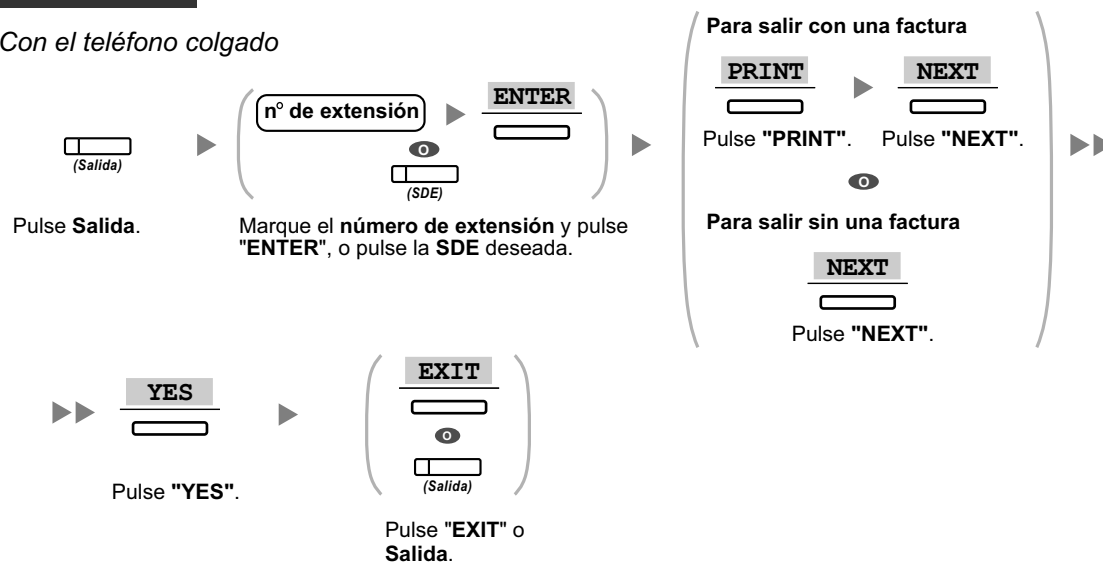 Con el teléfono colgado
(Salida)
Pulse Salida.
n° de extensión
ENTER
o
(SDE)
Marque el número de extensión y pulse
"ENTER", o pulse la SDE deseada.
Para salir con una factura
PRINT
NEXT
Pulse "PRINT".
Pulse "NEXT".
o
Para salir sin una factura
NEXT
Pulse "NEXT".
YES
Pulse "YES".
EXIT
o
(Salida)
Pulse "EXIT" o
Salida.